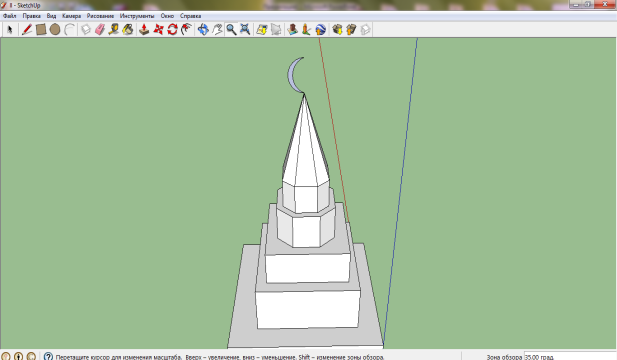 II - SketchUp
Файл Правка Вид Камера Рисование Инструменты Окно Справка
Перетащите курсор для изменения масштаба. Вверх – увеличение, вниз – уменьшение. Shift – изменение зоны обзора. Зона обзора 35.00 град.